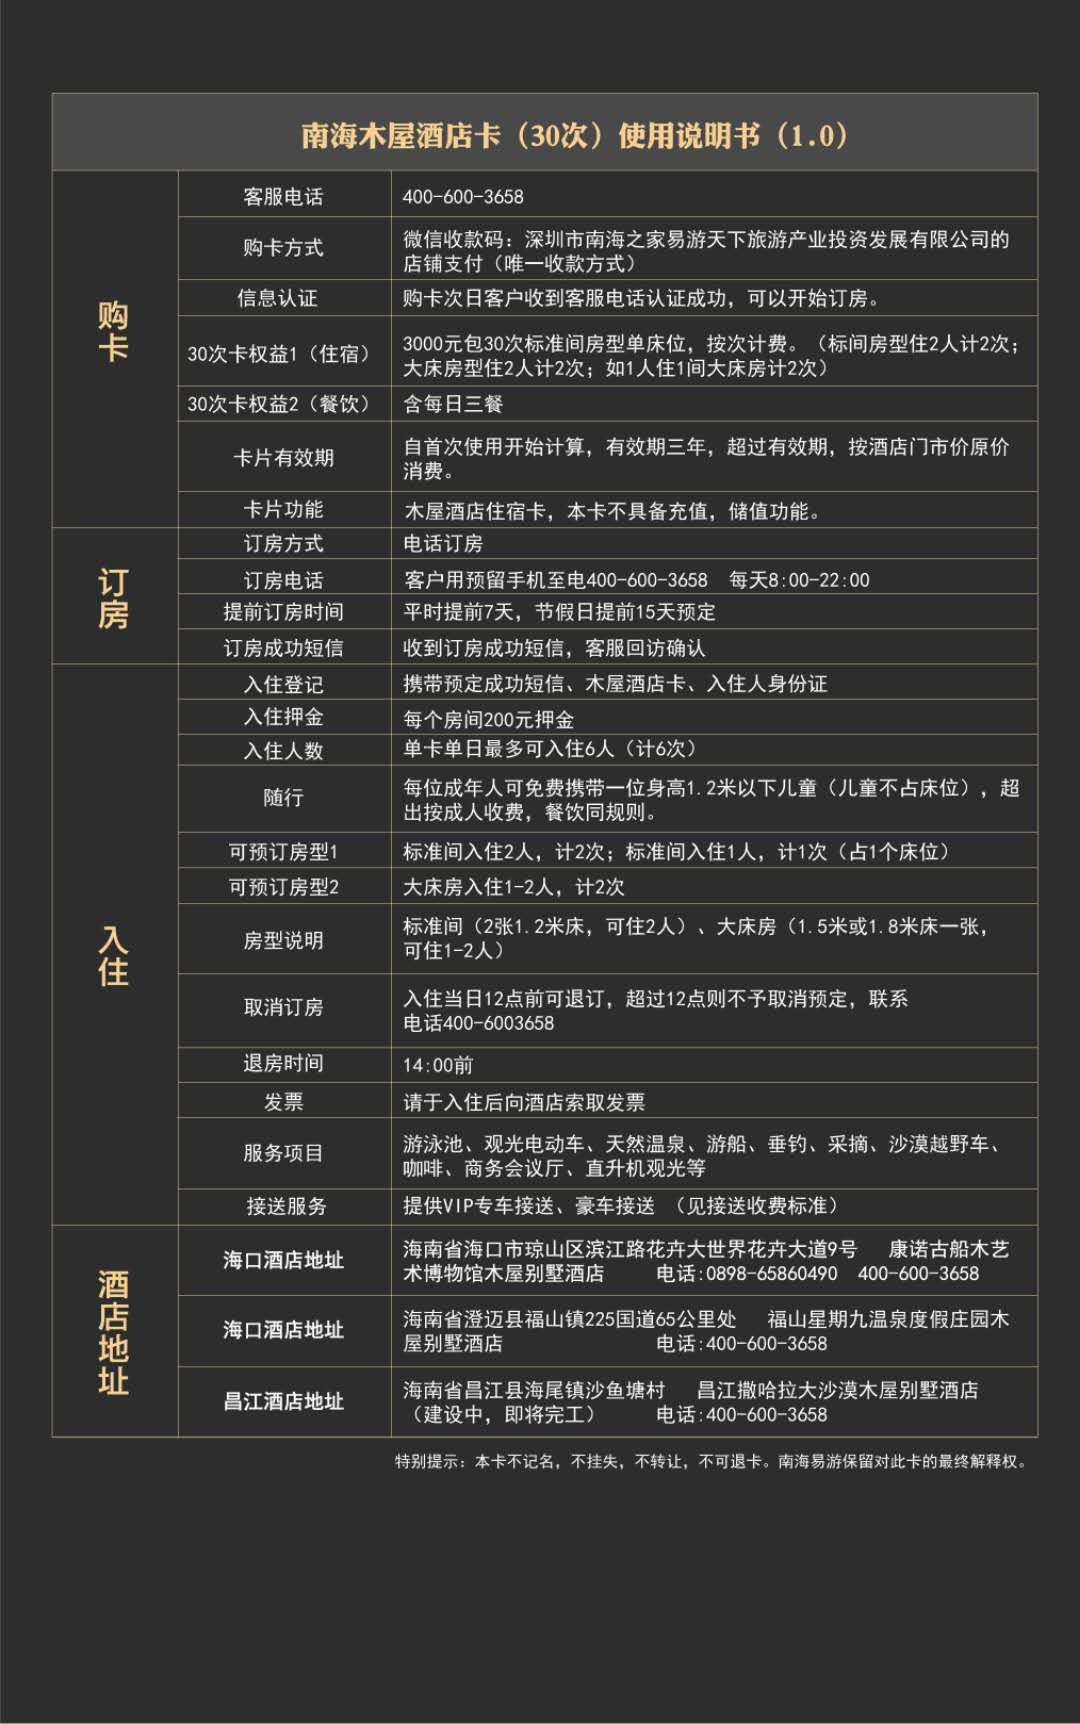 南海木屋酒店卡（30次）使用说明书（1.0）
购卡
客服电话 400-600-3658
购卡方式 微信收款码：深圳市南海之家易游天下旅游产业投资发展有限公司的
店铺支付（唯一收款方式）
信息认证 购卡次日客户收到客服电话认证成功，可以开始订房。
30次卡权益1（住宿） 3000元包30次标准间房型单床位，按次计费。（标间房型住2人计2次；
大床房型住2人计2次；如1人住1间大床房计2次）
30次卡权益2（餐饮） 含每日三餐
卡片有效期 自首次使用开始计算，有效期三年，超过有效期，按酒店门市价原价
消费。
卡片功能 木屋酒店住宿卡，本卡不具备充值，储值功能。
订房
订房方式 电话订房
订房电话 客户用预留手机至电400-600-3658 每天8:00-22:00
提前订房时间 平时提前7天，节假日提前15天预定
订房成功短信 收到订房成功短信，客服回访确认
入住
入住登记 携带预定成功短信、木屋酒店卡、入住人身份证
入住押金 每个房间200元押金
入住人数 单卡单日最多可入住6人（计6次）
随行 每位成年人可免费携带一位身高1.2米以下儿童（儿童不占床位），超
出按成人收费，餐饮同规则。
可预订房型1 标准间入住2人，计2次；标准间入住1人，计1次（占1个床位）
可预订房型2 大床房入住1-2人，计2次
房型说明 标准间（2张1.2米床，可住2人）、大床房（1.5米或1.8米床一张，
可住1-2人）
取消订房 入住当日12点前可退订，超过12点则不予取消预定，联系
电话400-6003658
退房时间 14:00前
发票 请于入住后向酒店索取发票
服务项目 游泳池、观光电动车、天然温泉、游船、垂钓、采摘、沙漠越野车、
咖啡、商务会议厅、直升机观光等
接送服务 提供VIP专车接送、豪车接送 （见接送收费标准）
酒店地址
海口酒店地址 海南省海口市琼山区滨江路花卉大世界花卉大道9号 康诺古船木艺
术博物馆木屋别墅酒店 电话:0898-65860490 400-600-3658
海口酒店地址 海南省澄迈县福山镇225国道65公里处 福山星期九温泉度假庄园木
屋别墅酒店 电话:400-600-3658
昌江酒店地址 海南省昌江县海尾镇沙鱼塘村 昌江撒哈拉大沙漠木屋别墅酒店
（建设中，即将完工） 电话:400-600-3658
特别提示：本卡不记名，不挂失，不转让，不可退卡。南海易游保留对此卡的最终解释权。